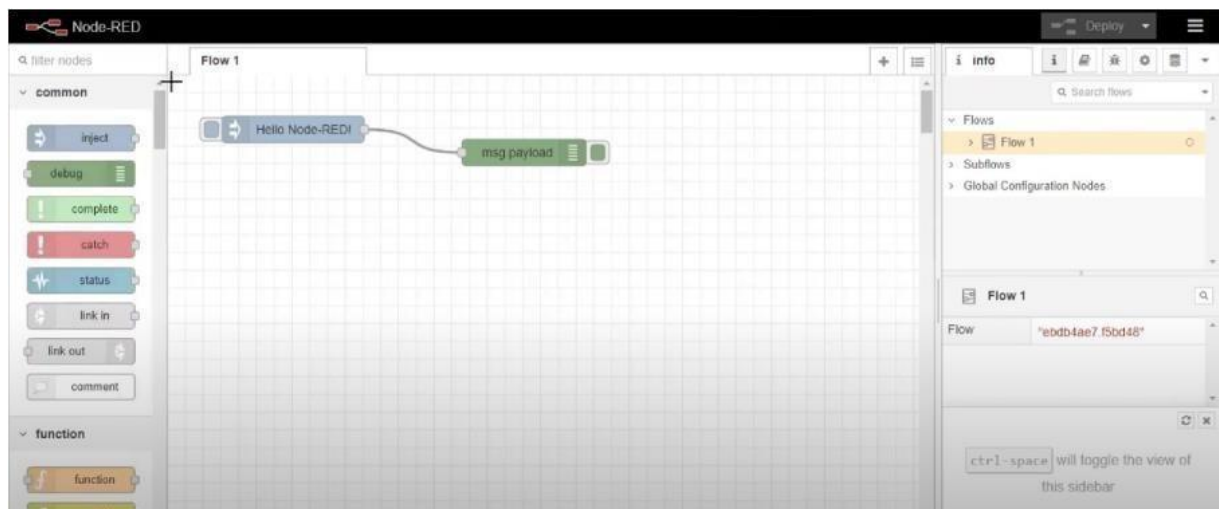 Node-RED
Deploy
filter nodes
Flow 1
i info
Search flows
common
inject
debug
complete
catch
status
link in
link out
comment
function
function
Hello Node-RED!
msg.payload
Flows
Flow 1
Subflows
Global Configuration Nodes
Flow 1
Flow
"ebdb4ae7.f5bd48"
ctrl-space will toggle the view of
this sidebar